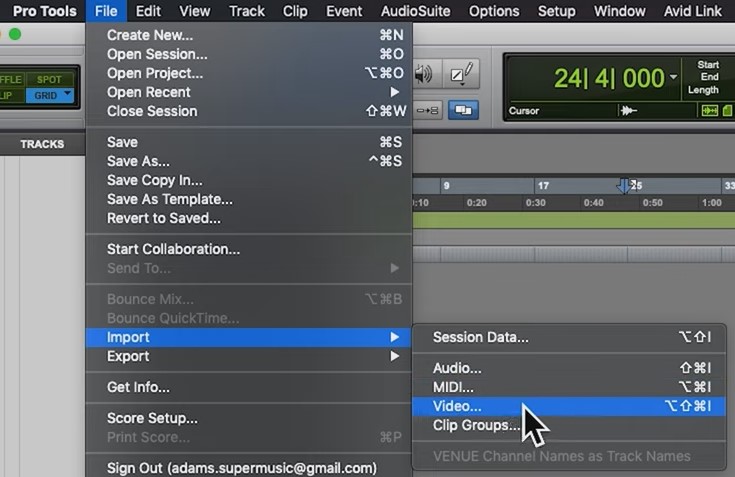 Pro Tools File Edit View Track Clip Event AudioSuite Options Setup Window Avid Link
Create New... ⌘N
Open Session... ⌘O
Open Project... ⌥⌘O
Open Recent ▶
Close Session ⇧⌘W
Save ⌘S
Save As... ^⌘S
Save Copy In...
Save As Template...
Revert to Saved...
Start Collaboration...
Send To... ▶
Bounce Mix... ⌥⌘B
Bounce QuickTime...
Import ▶
Export ▶
Get Info...
Score Setup...
Print Score... ⌘P
Sign Out (adams.supermusic@gmail.com)
Session Data... ⌥⇧I
Audio... ⇧⌘I
MIDI... ⌥⌘I
Video... ⌥⇧⌘I
Clip Groups...
VENUE Channel Names as Track Names
SPOT
GRID
TRACKS
24| 4| 000
Start
End
Length
Cursor
9 17 25 33
0:20 0:30 0:40 0:50 1:00